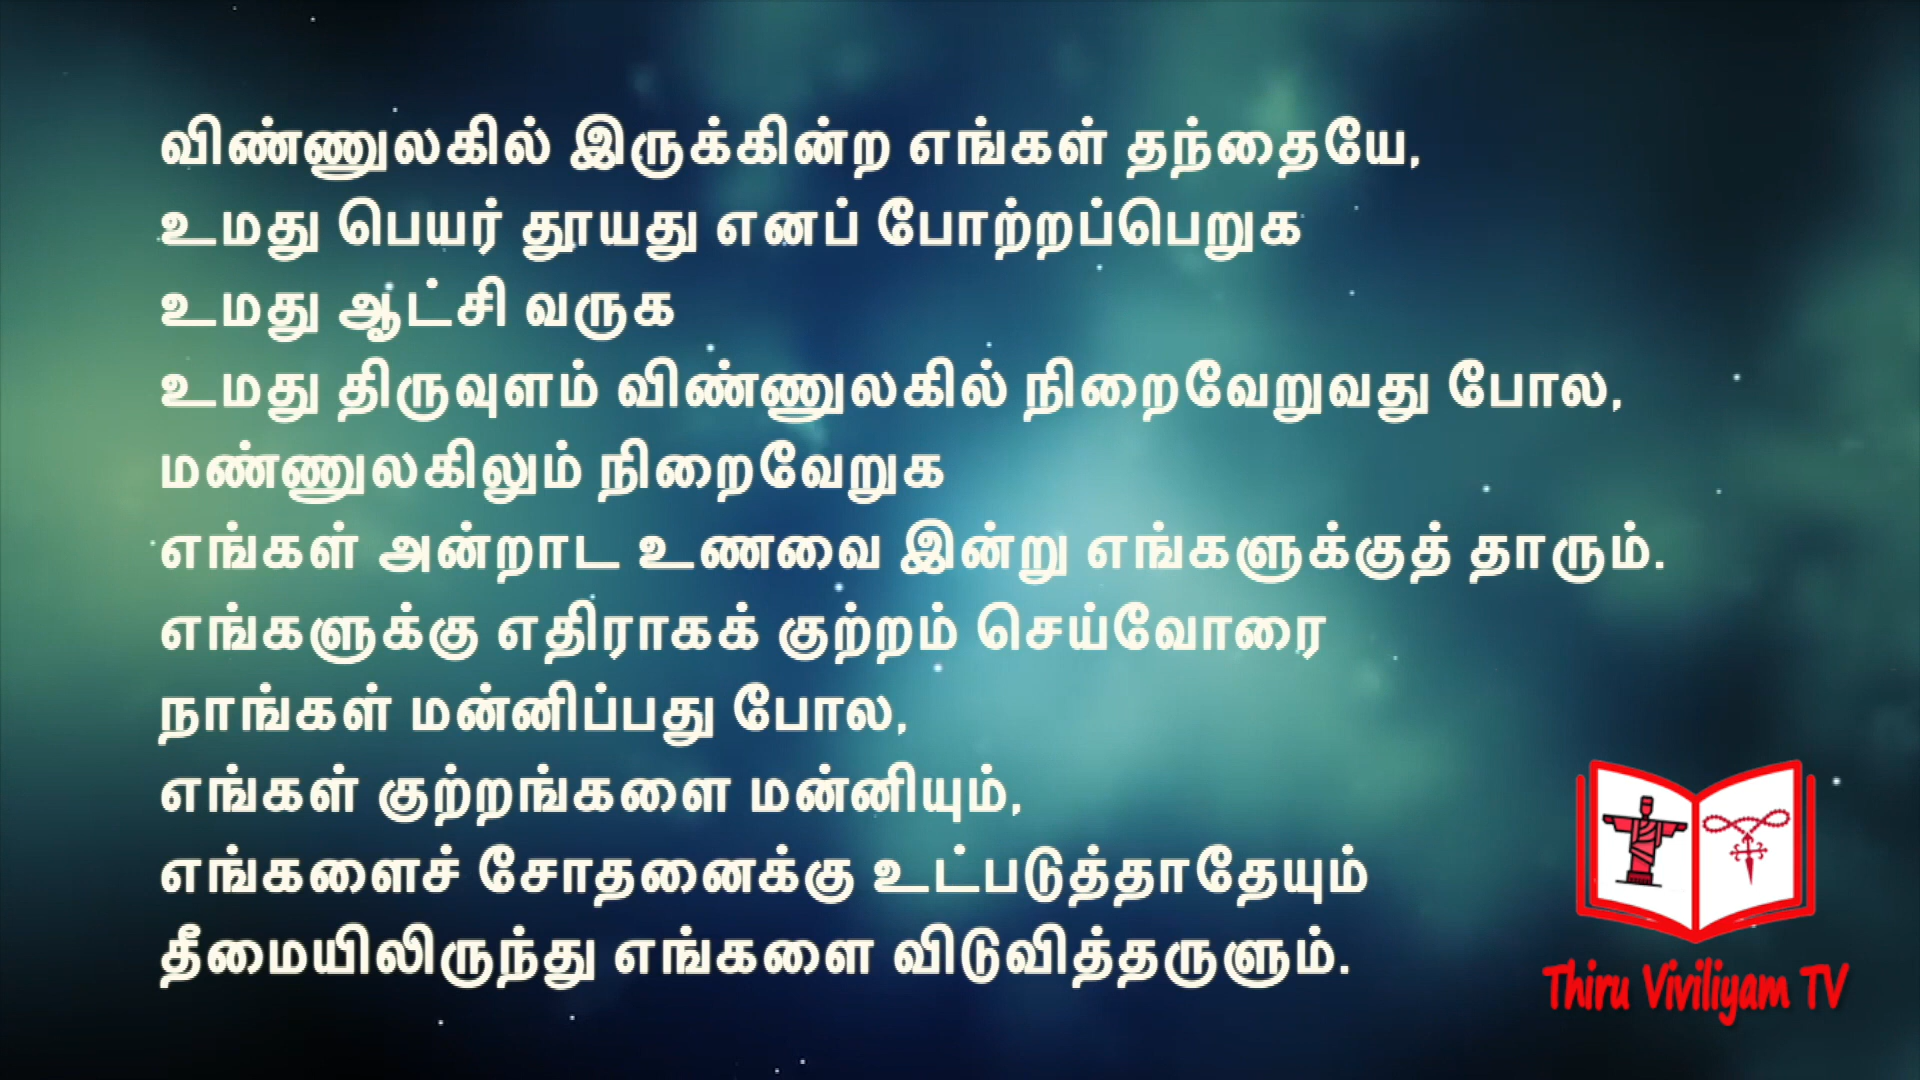 விண்ணுலகில் இருக்கின்ற எங்கள் தந்தையே,
உமது பெயர் தூயது எனப் போற்றப்பெறுக
உமது ஆட்சி வருக
உமது திருவுளம் விண்ணுலகில் நிறைவேறுவது போல,
மண்ணுலகிலும் நிறைவேறுக
எங்கள் அன்றாட உணவை இன்று எங்களுக்குத் தாரும்.
எங்களுக்கு எதிராகக் குற்றம் செய்வோரை
நாங்கள் மன்னிப்பது போல,
எங்கள் குற்றங்களை மன்னியும்,
எங்களைச் சோதனைக்கு உட்படுத்தாதேயும்
தீமையிலிருந்து எங்களை விடுவித்தருளும்.
Thiru Viviliyam TV